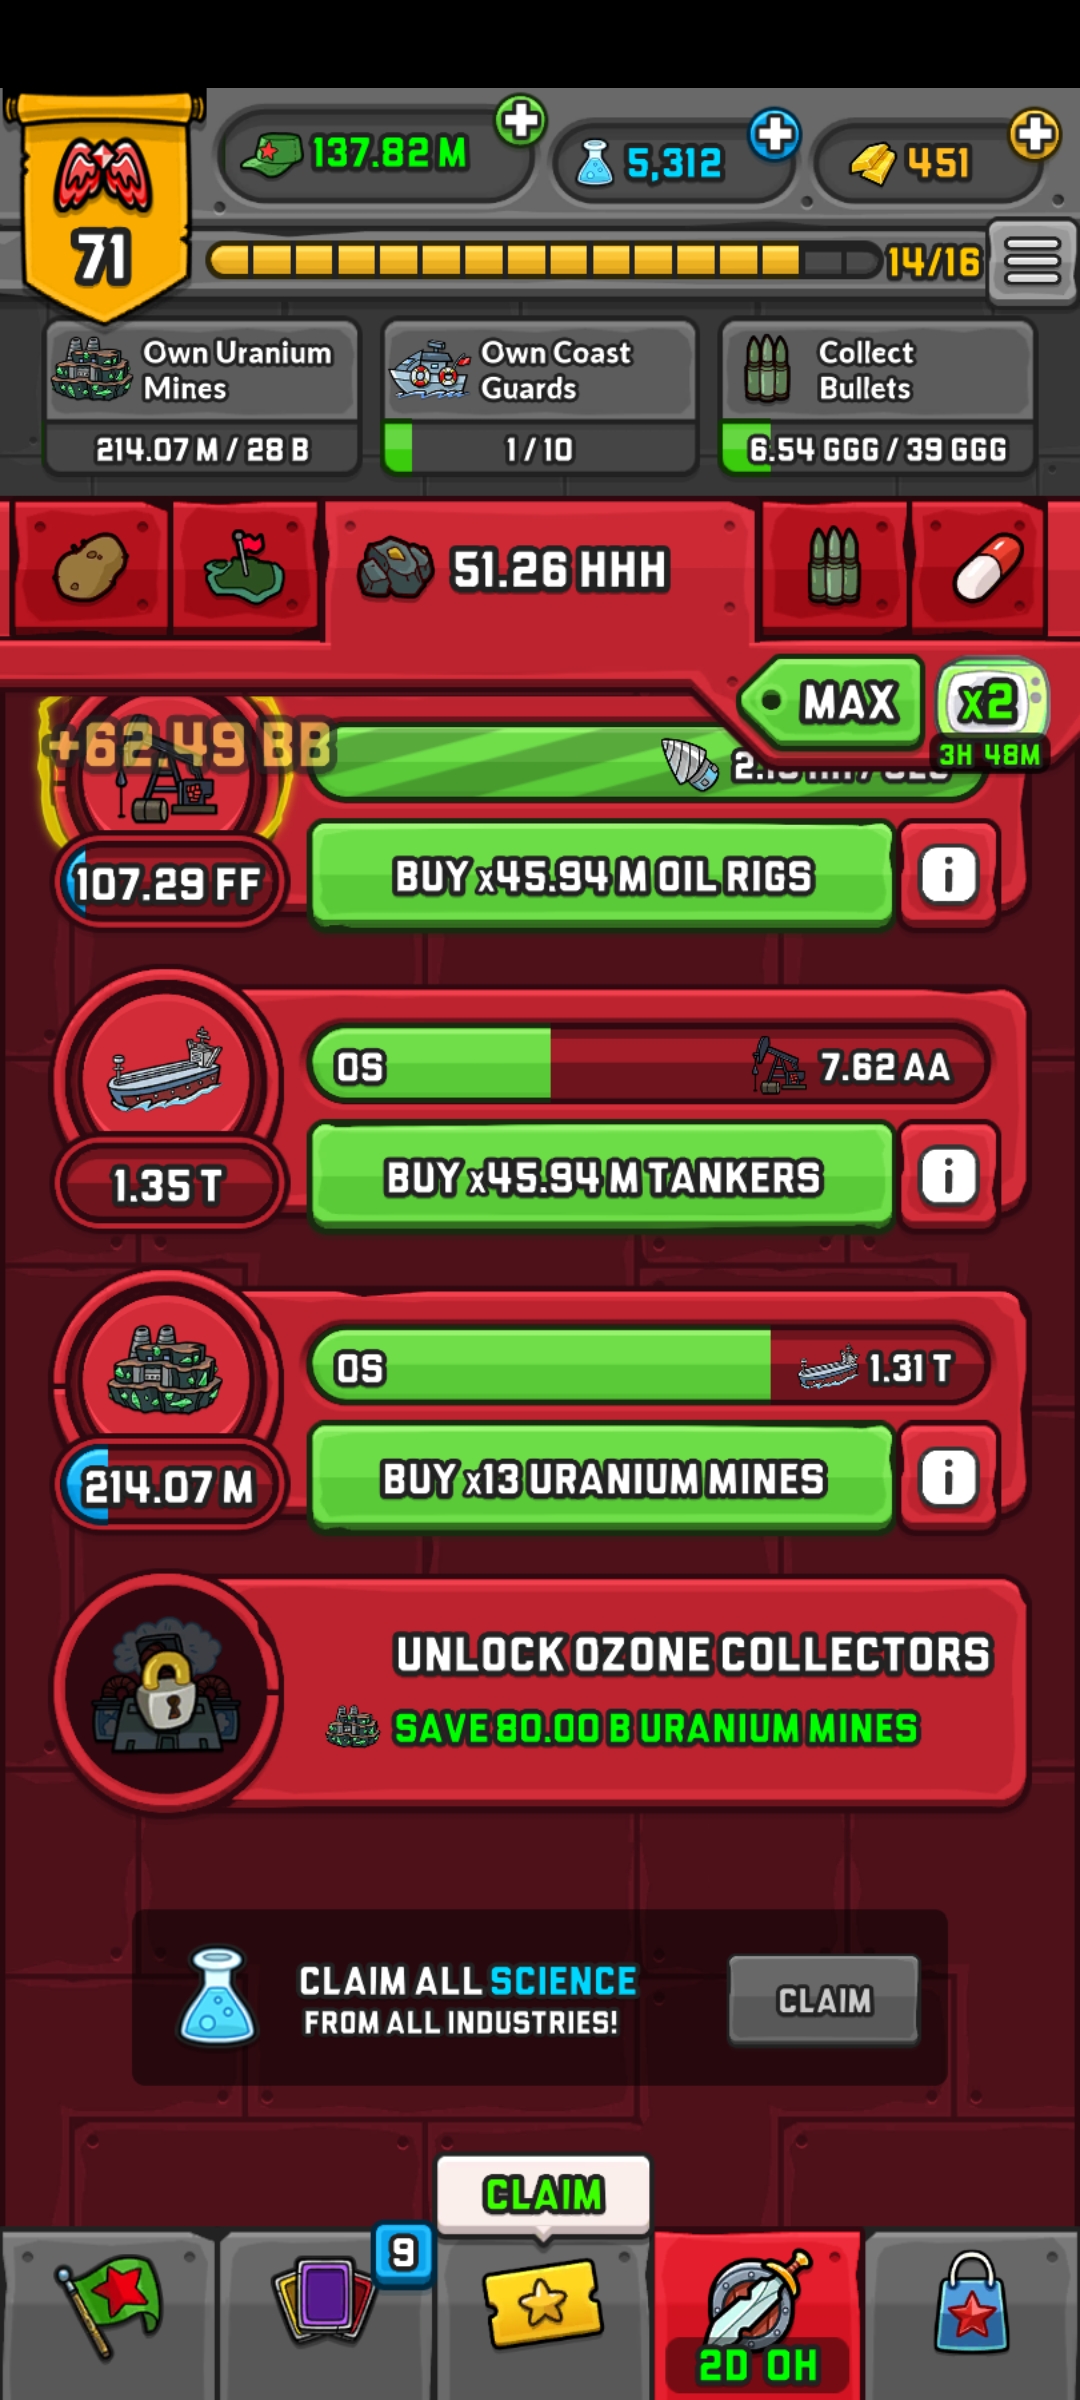 137.82 M
5,312
451
71
14/16
Own Uranium
Mines
214.07 M / 28 B
Own Coast
Guards
1 / 10
Collect
Bullets
6.54 GGG / 39 GGG
51.26 HHH
MAX
x2
3H 48M
+62.49 BB
107.29 FF
BUY x45.94 M OIL RIGS
i
0S
7.62 AA
1.35 T
BUY x45.94 M TANKERS
i
0S
1.31 T
214.07 M
BUY x13 URANIUM MINES
i
UNLOCK OZONE COLLECTORS
SAVE 80.00 B URANIUM MINES
CLAIM ALL SCIENCE
FROM ALL INDUSTRIES!
CLAIM
CLAIM
9
2D 0H